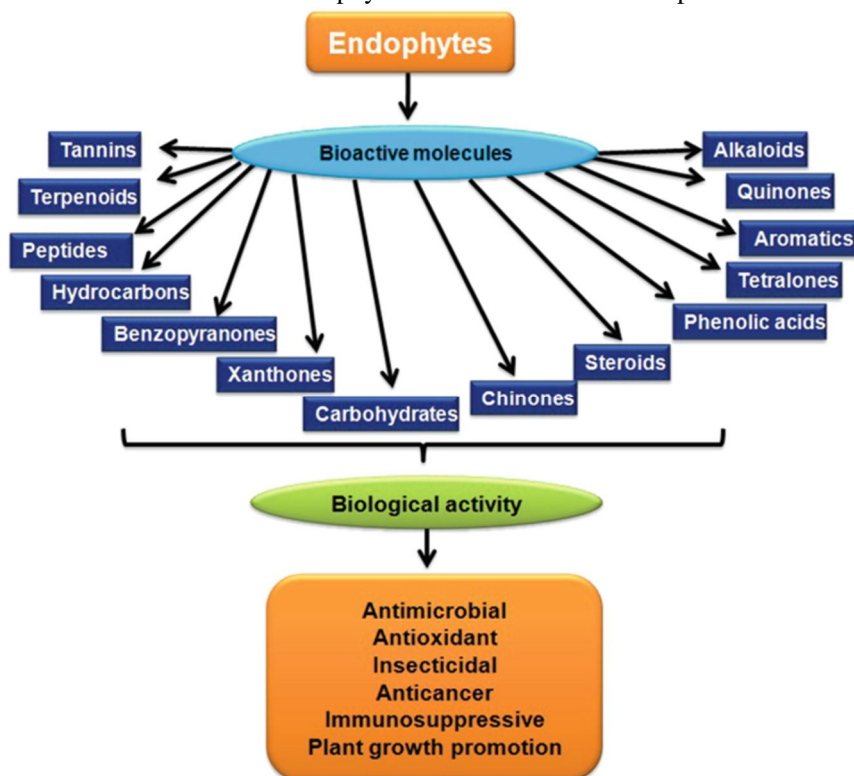 Endophytes
Bioactive molecules
Tannins
Terpenoids
Peptides
Hydrocarbons
Benzopyranones
Xanthones
Carbohydrates
Chinones
Steroids
Phenolic acids
Tetralones
Aromatics
Quinones
Alkaloids
Biological activity
Antimicrobial
Antioxidant
Insecticidal
Anticancer
Immunosuppressive
Plant growth promotion